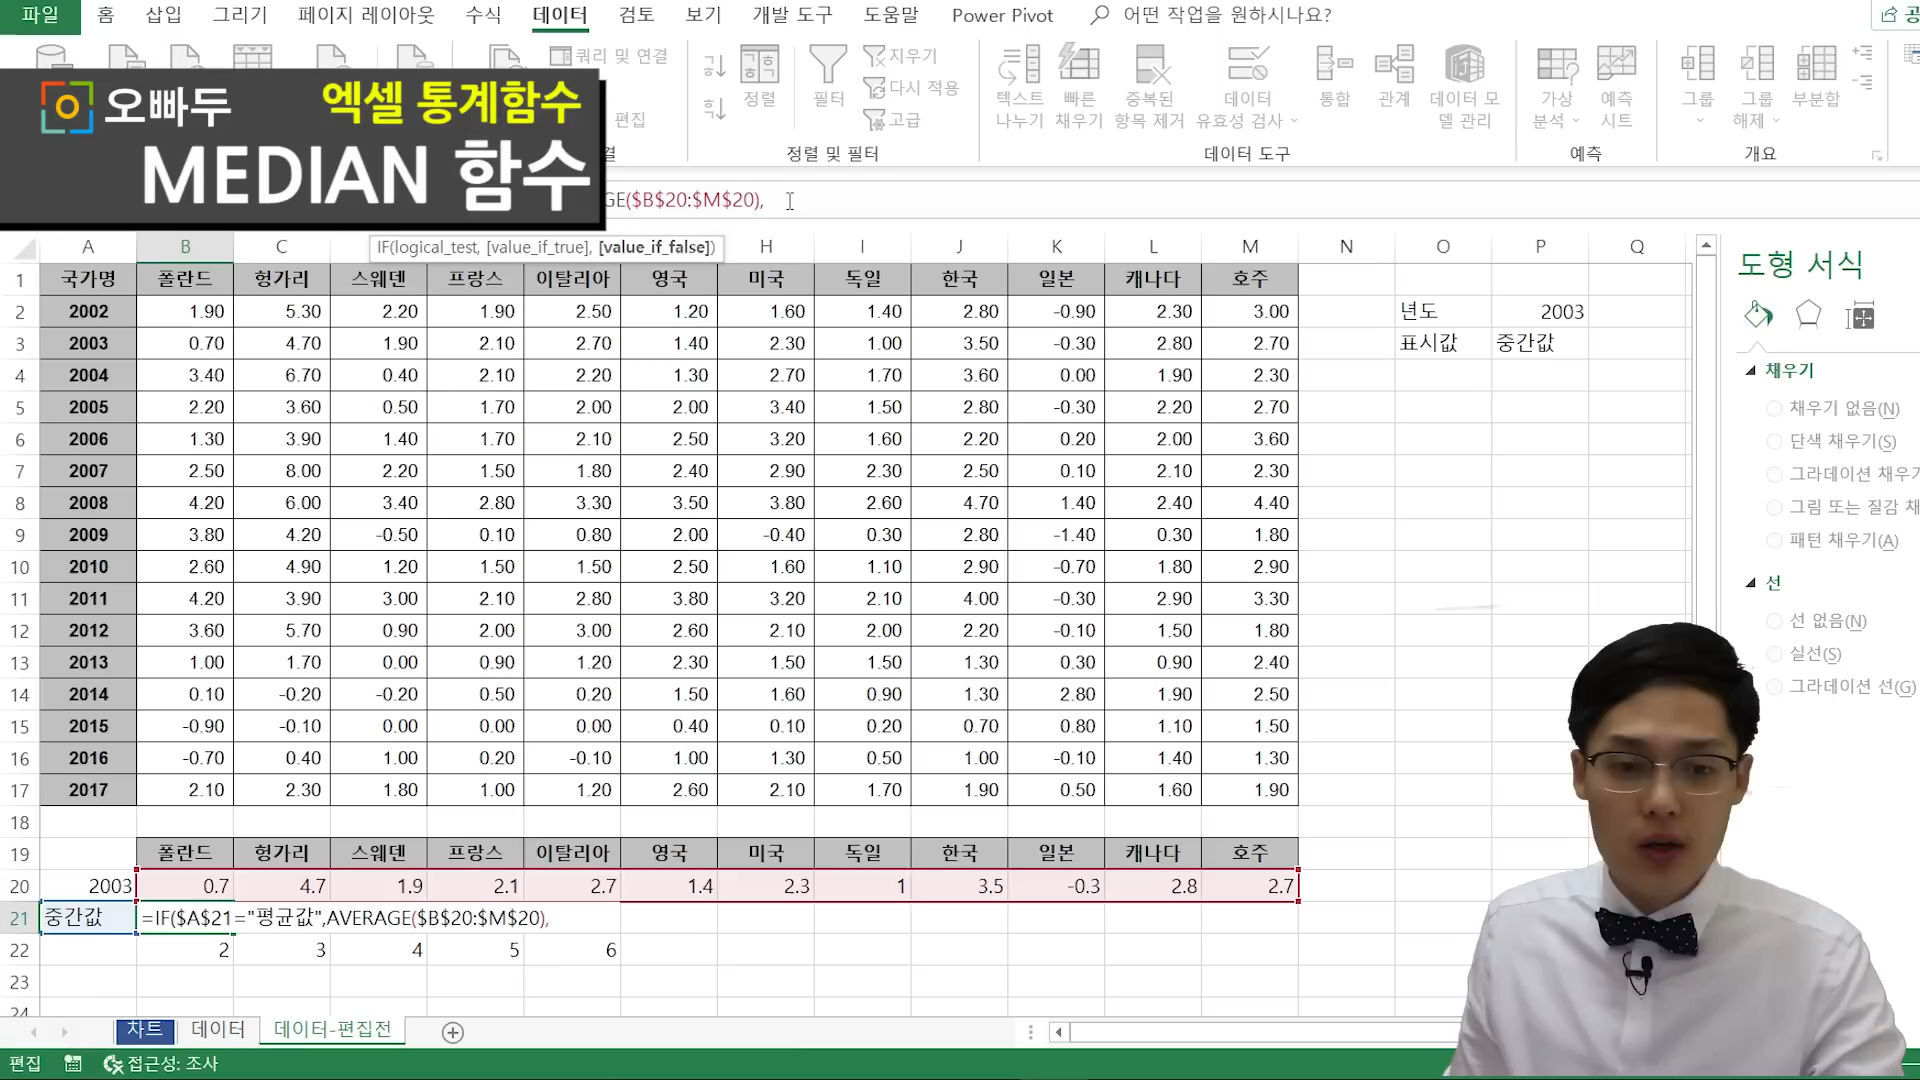 파일 홈 삽입 그리기 페이지 레이아웃 수식 데이터 검토 보기 개발 도구 도움말 Power Pivot 어떤 작업을 원하시나요?
쿼리 및 연결
편집
정렬
필터
지우기
다시 적용
고급
텍스트 나누기
빠른 채우기
중복된 항목 제거
데이터 유효성 검사
통합
관계
데이터 모델 관리
가상 분석
예측 시트
그룹
그룹 해제
부분합
정렬 및 필터 데이터 도구 예측 개요
오빠두 엑셀 통계함수
MEDIAN 함수
GE($B$20:$M$20),
IF(logical_test, [value_if_true], [value_if_false])
A B C H I J K L M N O P Q
1 국가명 폴란드 헝가리 스웨덴 프랑스 이탈리아 영국 미국 독일 한국 일본 캐나다 호주
2 2002 1.90 5.30 2.20 1.90 2.50 1.20 1.60 1.40 2.80 -0.90 2.30 3.00 년도 2003
3 2003 0.70 4.70 1.90 2.10 2.70 1.40 2.30 1.00 3.50 -0.30 2.80 2.70 표시값 중간값
4 2004 3.40 6.70 0.40 2.10 2.20 1.30 2.70 1.70 3.60 0.00 1.90 2.30
5 2005 2.20 3.60 0.50 1.70 2.00 2.00 3.40 1.50 2.80 -0.30 2.20 2.70
6 2006 1.30 3.90 1.40 1.70 2.10 2.50 3.20 1.60 2.20 0.20 2.00 3.60
7 2007 2.50 8.00 2.20 1.50 1.80 2.40 2.90 2.30 2.50 0.10 2.10 2.30
8 2008 4.20 6.00 3.40 2.80 3.30 3.50 3.80 2.60 4.70 1.40 2.40 4.40
9 2009 3.80 4.20 -0.50 0.10 0.80 2.00 -0.40 0.30 2.80 -1.40 0.30 1.80
10 2010 2.60 4.90 1.20 1.50 1.50 2.50 1.60 1.10 2.90 -0.70 1.80 2.90
11 2011 4.20 3.90 3.00 2.10 2.80 3.80 3.20 2.10 4.00 -0.30 2.90 3.30
12 2012 3.60 5.70 0.90 2.00 3.00 2.60 2.10 2.00 2.20 -0.10 1.50 1.80
13 2013 1.00 1.70 0.00 0.90 1.20 2.30 1.50 1.50 1.30 0.30 0.90 2.40
14 2014 0.10 -0.20 -0.20 0.50 0.20 1.50 1.60 0.90 1.30 2.80 1.90 2.50
15 2015 -0.90 -0.10 0.00 0.00 0.00 0.40 0.10 0.20 0.70 0.80 1.10 1.50
16 2016 -0.70 0.40 1.00 0.20 -0.10 1.00 1.30 0.50 1.00 -0.10 1.40 1.30
17 2017 2.10 2.30 1.80 1.00 1.20 2.60 2.10 1.70 1.90 0.50 1.60 1.90
18
19 폴란드 헝가리 스웨덴 프랑스 이탈리아 영국 미국 독일 한국 일본 캐나다 호주
20 2003 0.7 4.7 1.9 2.1 2.7 1.4 2.3 1 3.5 -0.3 2.8 2.7
21 중간값 =IF($A$21="평균값",AVERAGE($B$20:$M$20),
22 2 3 4 5 6
23
24
도형 서식
채우기
채우기 없음(N)
단색 채우기(S)
그라데이션 채우기
그림 또는 질감 채
패턴 채우기(A)
선
선 없음(N)
실선(S)
그라데이션 선(G)
차트 데이터 데이터-편집전
편집 접근성: 조사